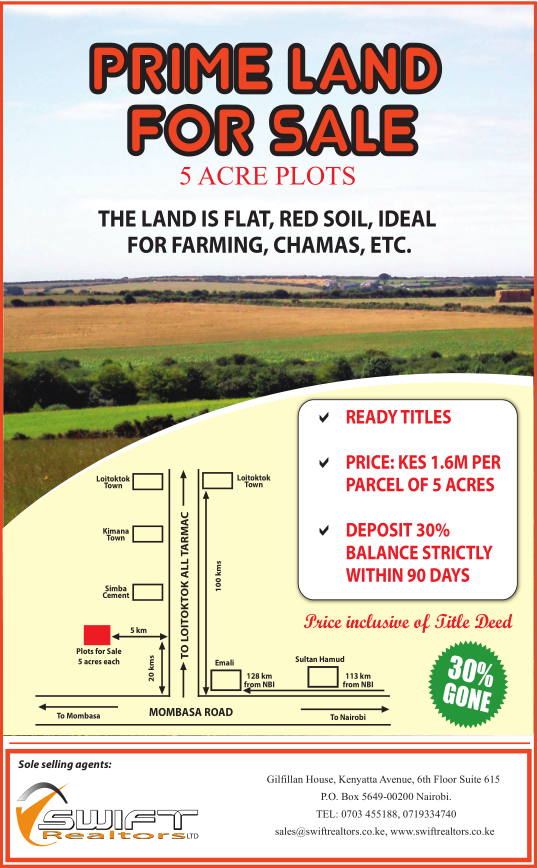 PRIME LAND
FOR SALE
5 ACRE PLOTS
THE LAND IS FLAT, RED SOIL, IDEAL
FOR FARMING, CHAMAS, ETC.
READY TITLES
PRICE: KES 1.6M PER
PARCEL OF 5 ACRES
DEPOSIT 30%
BALANCE STRICTLY
WITHIN 90 DAYS
Price inclusive of Title Deed
30%
GONE
Loitoktok
Town
Loitoktok
Town
Kimana
Town
Simba
Cement
TO LOITOKTOK ALL TARMAC
100 kms
5 km
Plots for Sale
5 acres each
20 kms
Emali
128 km
from NBI
Sultan Hamud
113 km
from NBI
To Mombasa
MOMBASA ROAD
To Nairobi
Sole selling agents:
SWIFT
Realtors LTD
Gilfillan House, Kenyatta Avenue, 6th Floor Suite 615
P.O. Box 5649-00200 Nairobi.
TEL: 0703 455188, 0719334740
sales@swiftrealtors.co.ke, www.swiftrealtors.co.ke